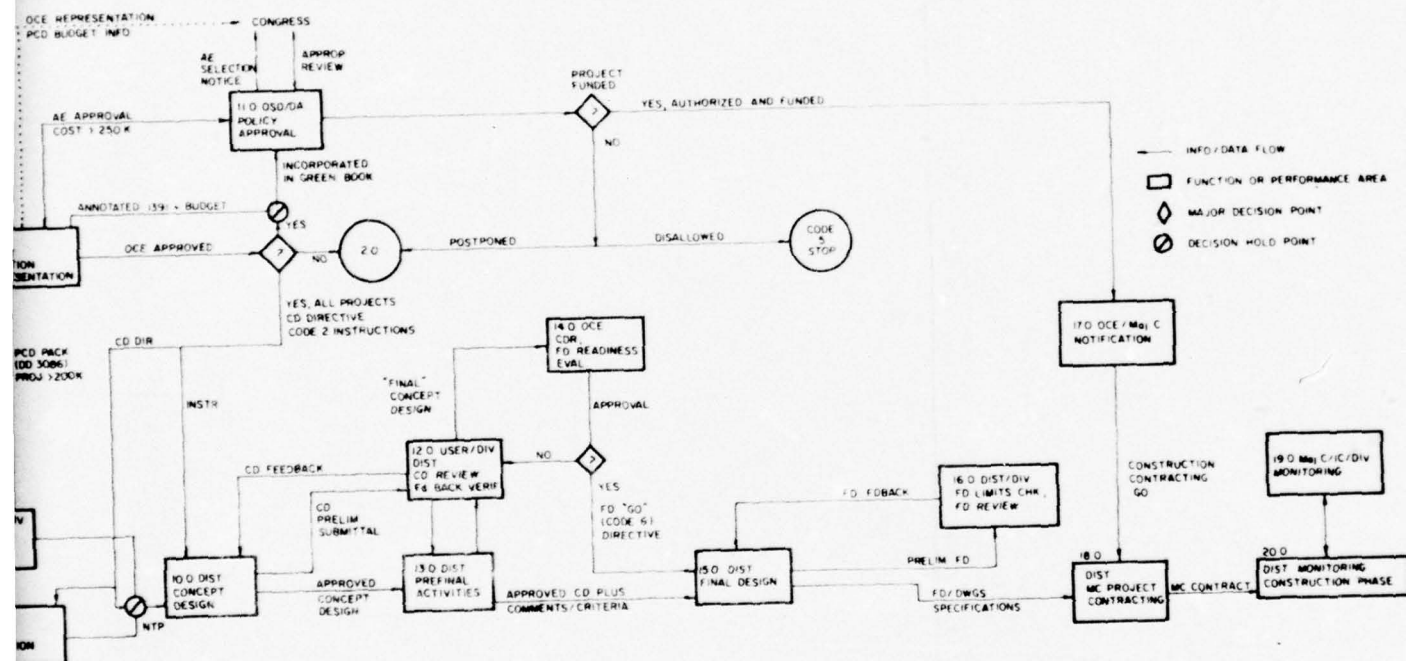 OCE REPRESENTATION
PCD BUDGET INFO
CONGRESS
AE
SELECTION
NOTICE
APPROP
REVIEW
PROJECT
FUNDED
11.0 OSD/DA
POLICY
APPROVAL
?
YES, AUTHORIZED AND FUNDED
AE APPROVAL
COST > 250 K
NO
INCORPORATED
IN GREEN BOOK
INFO/DATA FLOW
FUNCTION OR PERFORMANCE AREA
MAJOR DECISION POINT
DECISION HOLD POINT
ANNOTATED 1391 + BUDGET
YES
OCE APPROVED
?
NO
2.0
POSTPONED
DISALLOWED
CODE
5
STOP
TION
SENTATION
YES, ALL PROJECTS
CD DIRECTIVE
CODE 2 INSTRUCTIONS
CD DIR
PCD PACK
(DD 3086)
PROJ >200K
14.0 OCE
CDR,
FD READINESS
EVAL
17.0 OCE/Maj C
NOTIFICATION
INSTR
"FINAL"
CONCEPT
DESIGN
APPROVAL
12.0 USER/DIV
DIST
CD REVIEW
Fd BACK VERIF
NO
?
CD FEEDBACK
YES
CD
PRELIM
SUBMITTAL
FD "GO"
(CODE 6)
DIRECTIVE
FD FDBACK
16.0 DIST/DIV
FD LIMITS CHK,
FD REVIEW
CONSTRUCTION
CONTRACTING
GO
19.0 Maj C/IC/DIV
MONITORING
IV
10.0 DIST
CONCEPT
DESIGN
APPROVED
CONCEPT
DESIGN
13.0 DIST
PREFINAL
ACTIVITIES
APPROVED CD PLUS
COMMENTS/CRITERIA
15.0 DIST
FINAL DESIGN
PRELIM FD
FD/DWGS
SPECIFICATIONS
18.0
DIST
MC PROJECT
CONTRACTING
MC CONTRACT
20.0
DIST MONITORING
CONSTRUCTION PHASE
NTP
ION